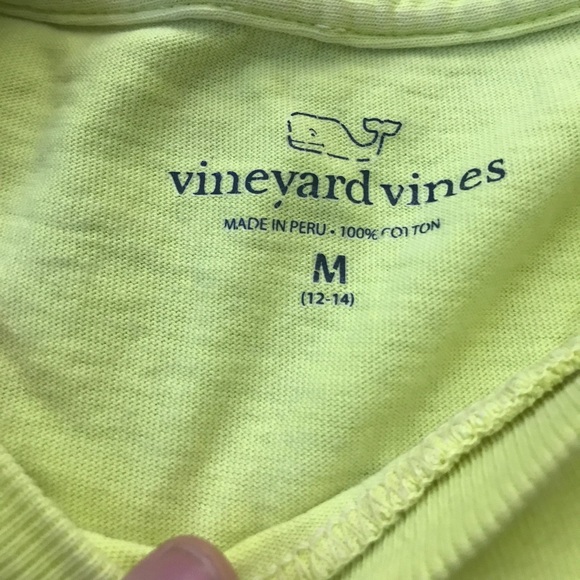 vineyard vines
MADE IN PERU • 100% COTTON
M
(12-14)